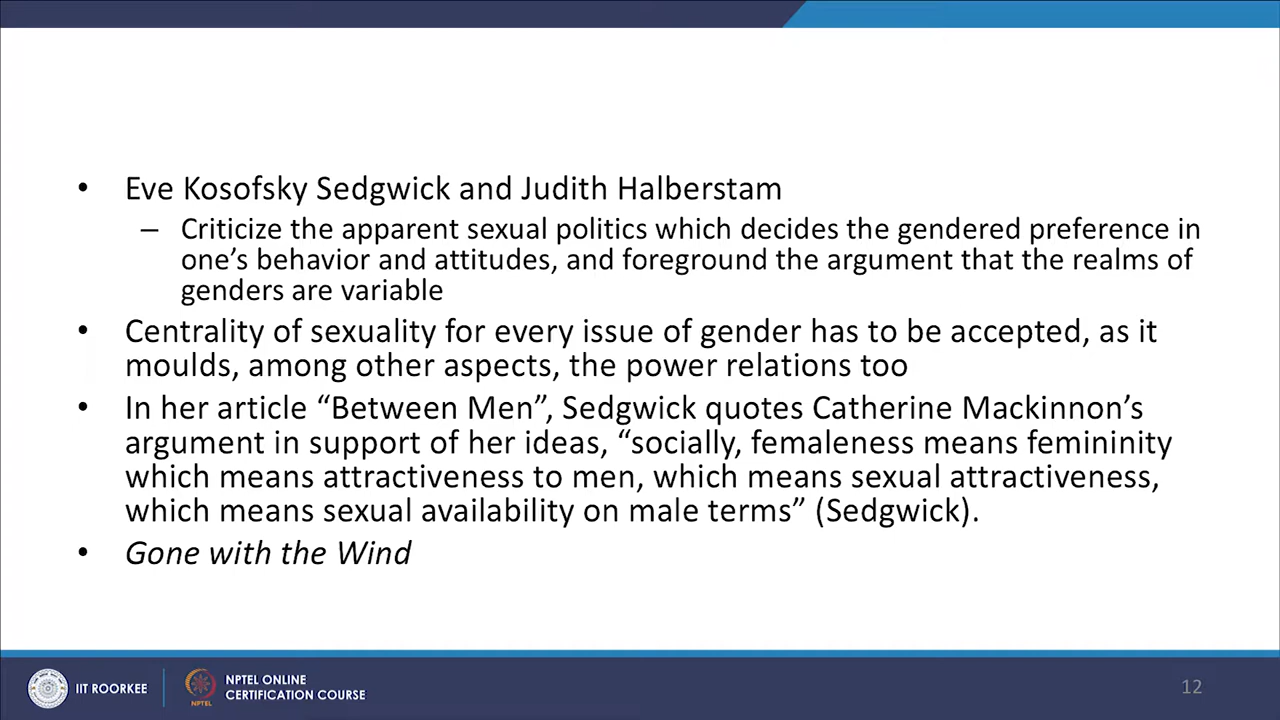 • Eve Kosofsky Sedgwick and Judith Halberstam
– Criticize the apparent sexual politics which decides the gendered preference in
one’s behavior and attitudes, and foreground the argument that the realms of
genders are variable
• Centrality of sexuality for every issue of gender has to be accepted, as it
moulds, among other aspects, the power relations too
• In her article “Between Men”, Sedgwick quotes Catherine Mackinnon’s
argument in support of her ideas, “socially, femaleness means femininity
which means attractiveness to men, which means sexual attractiveness,
which means sexual availability on male terms” (Sedgwick).
• Gone with the Wind
IIT ROORKEE
NPTEL
NPTEL ONLINE
CERTIFICATION COURSE
12